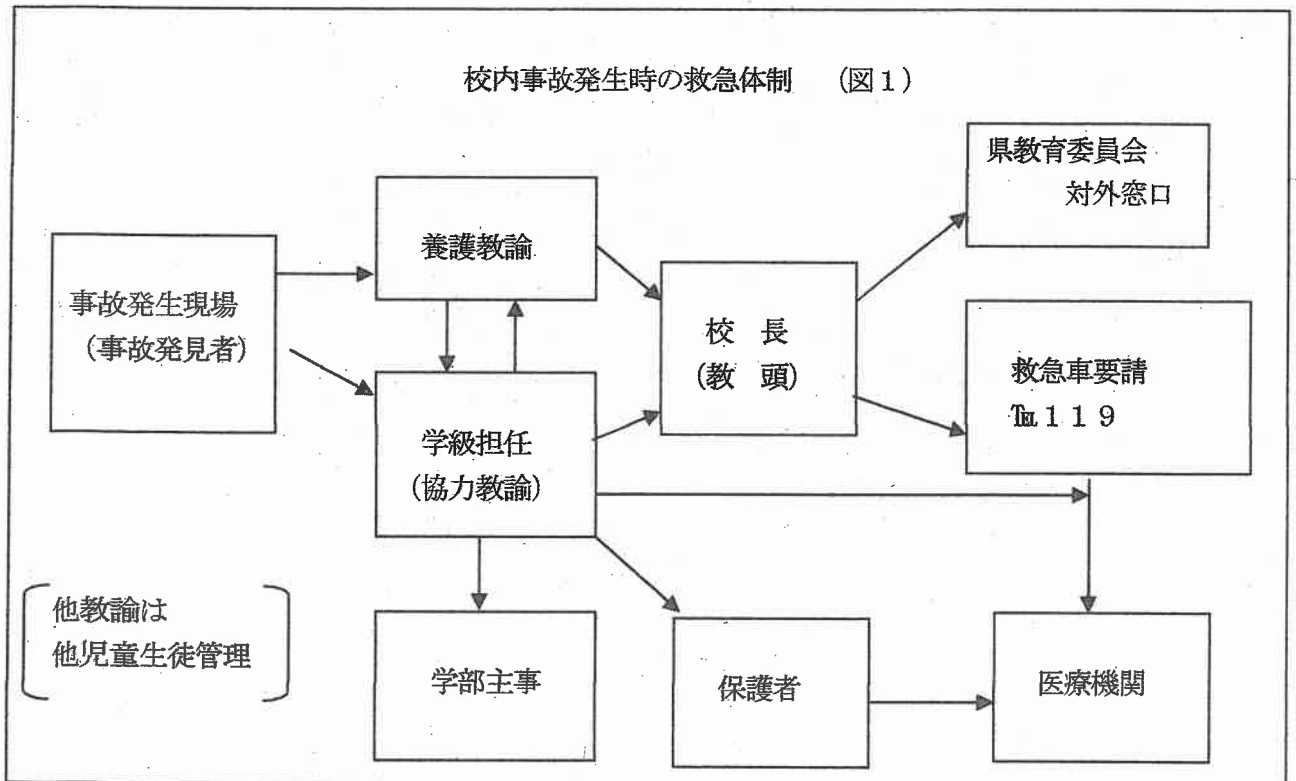 校内事故発生時の救急体制 (図1)
県教育委員会
対外窓口
養護教諭
事故発生現場
(事故発見者)
校 長
(教 頭)
救急車要請
℡119
学級担任
(協力教諭)
他教諭は
他児童生徒管理
学部主事
保護者
医療機関